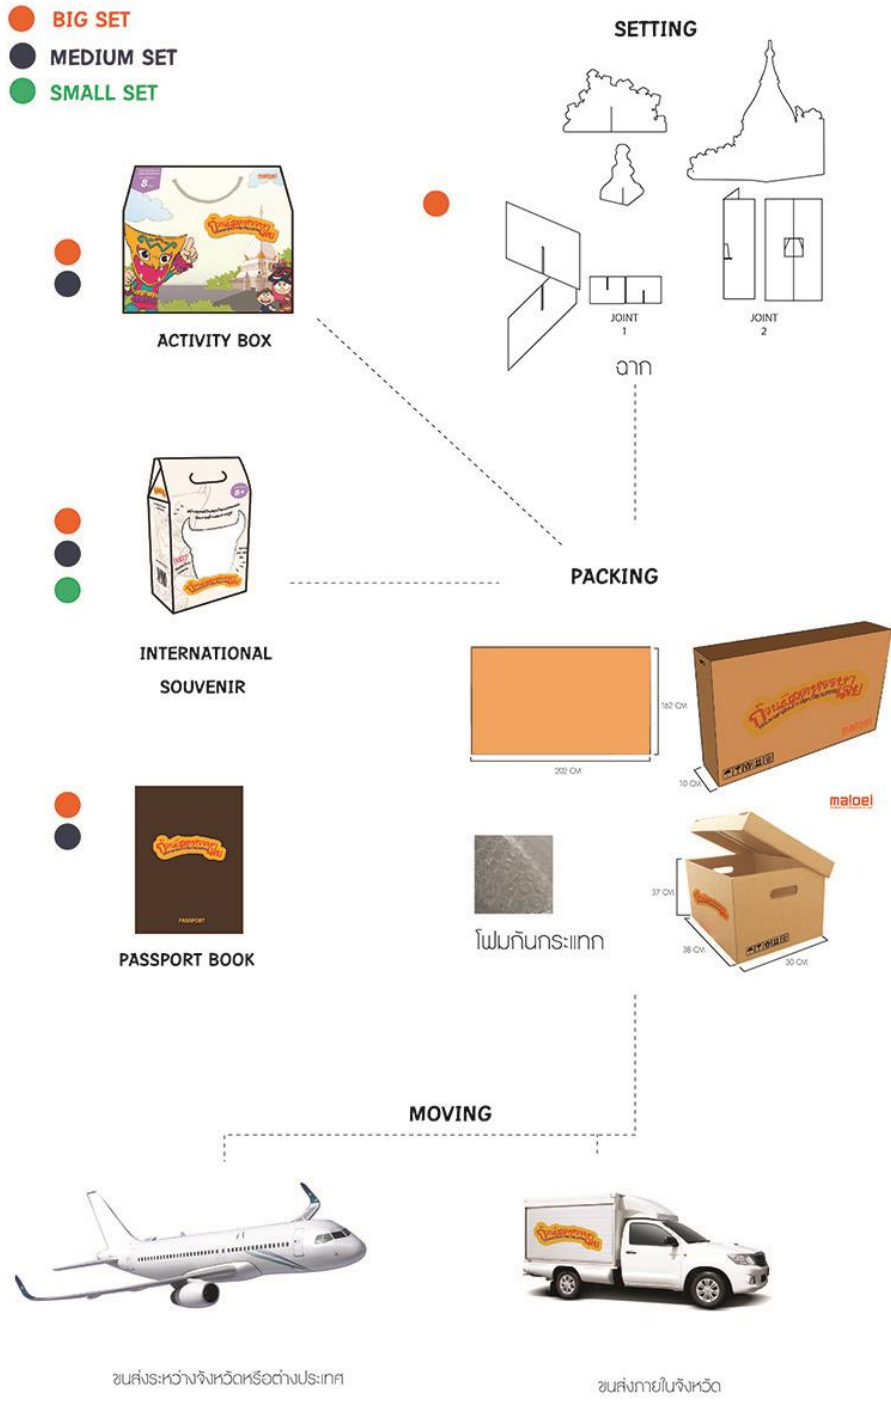 BIG SET
MEDIUM SET
SMALL SET
SETTING
maloei
8
ACTIVITY BOX
JOINT
1
JOINT
2
ฉาก
8+
INTERNATIONAL
SOUVENIR
PACKING
162 CM.
202 CM.
10 CM.
maloei
maloei
PASSPORT
PASSPORT BOOK
โฟมกันกระแทก
37 CM.
38 CM.
30 CM.
MOVING
ขนส่งระหว่างจังหวัดหรือต่างประเทศ
ขนส่งภายในจังหวัด